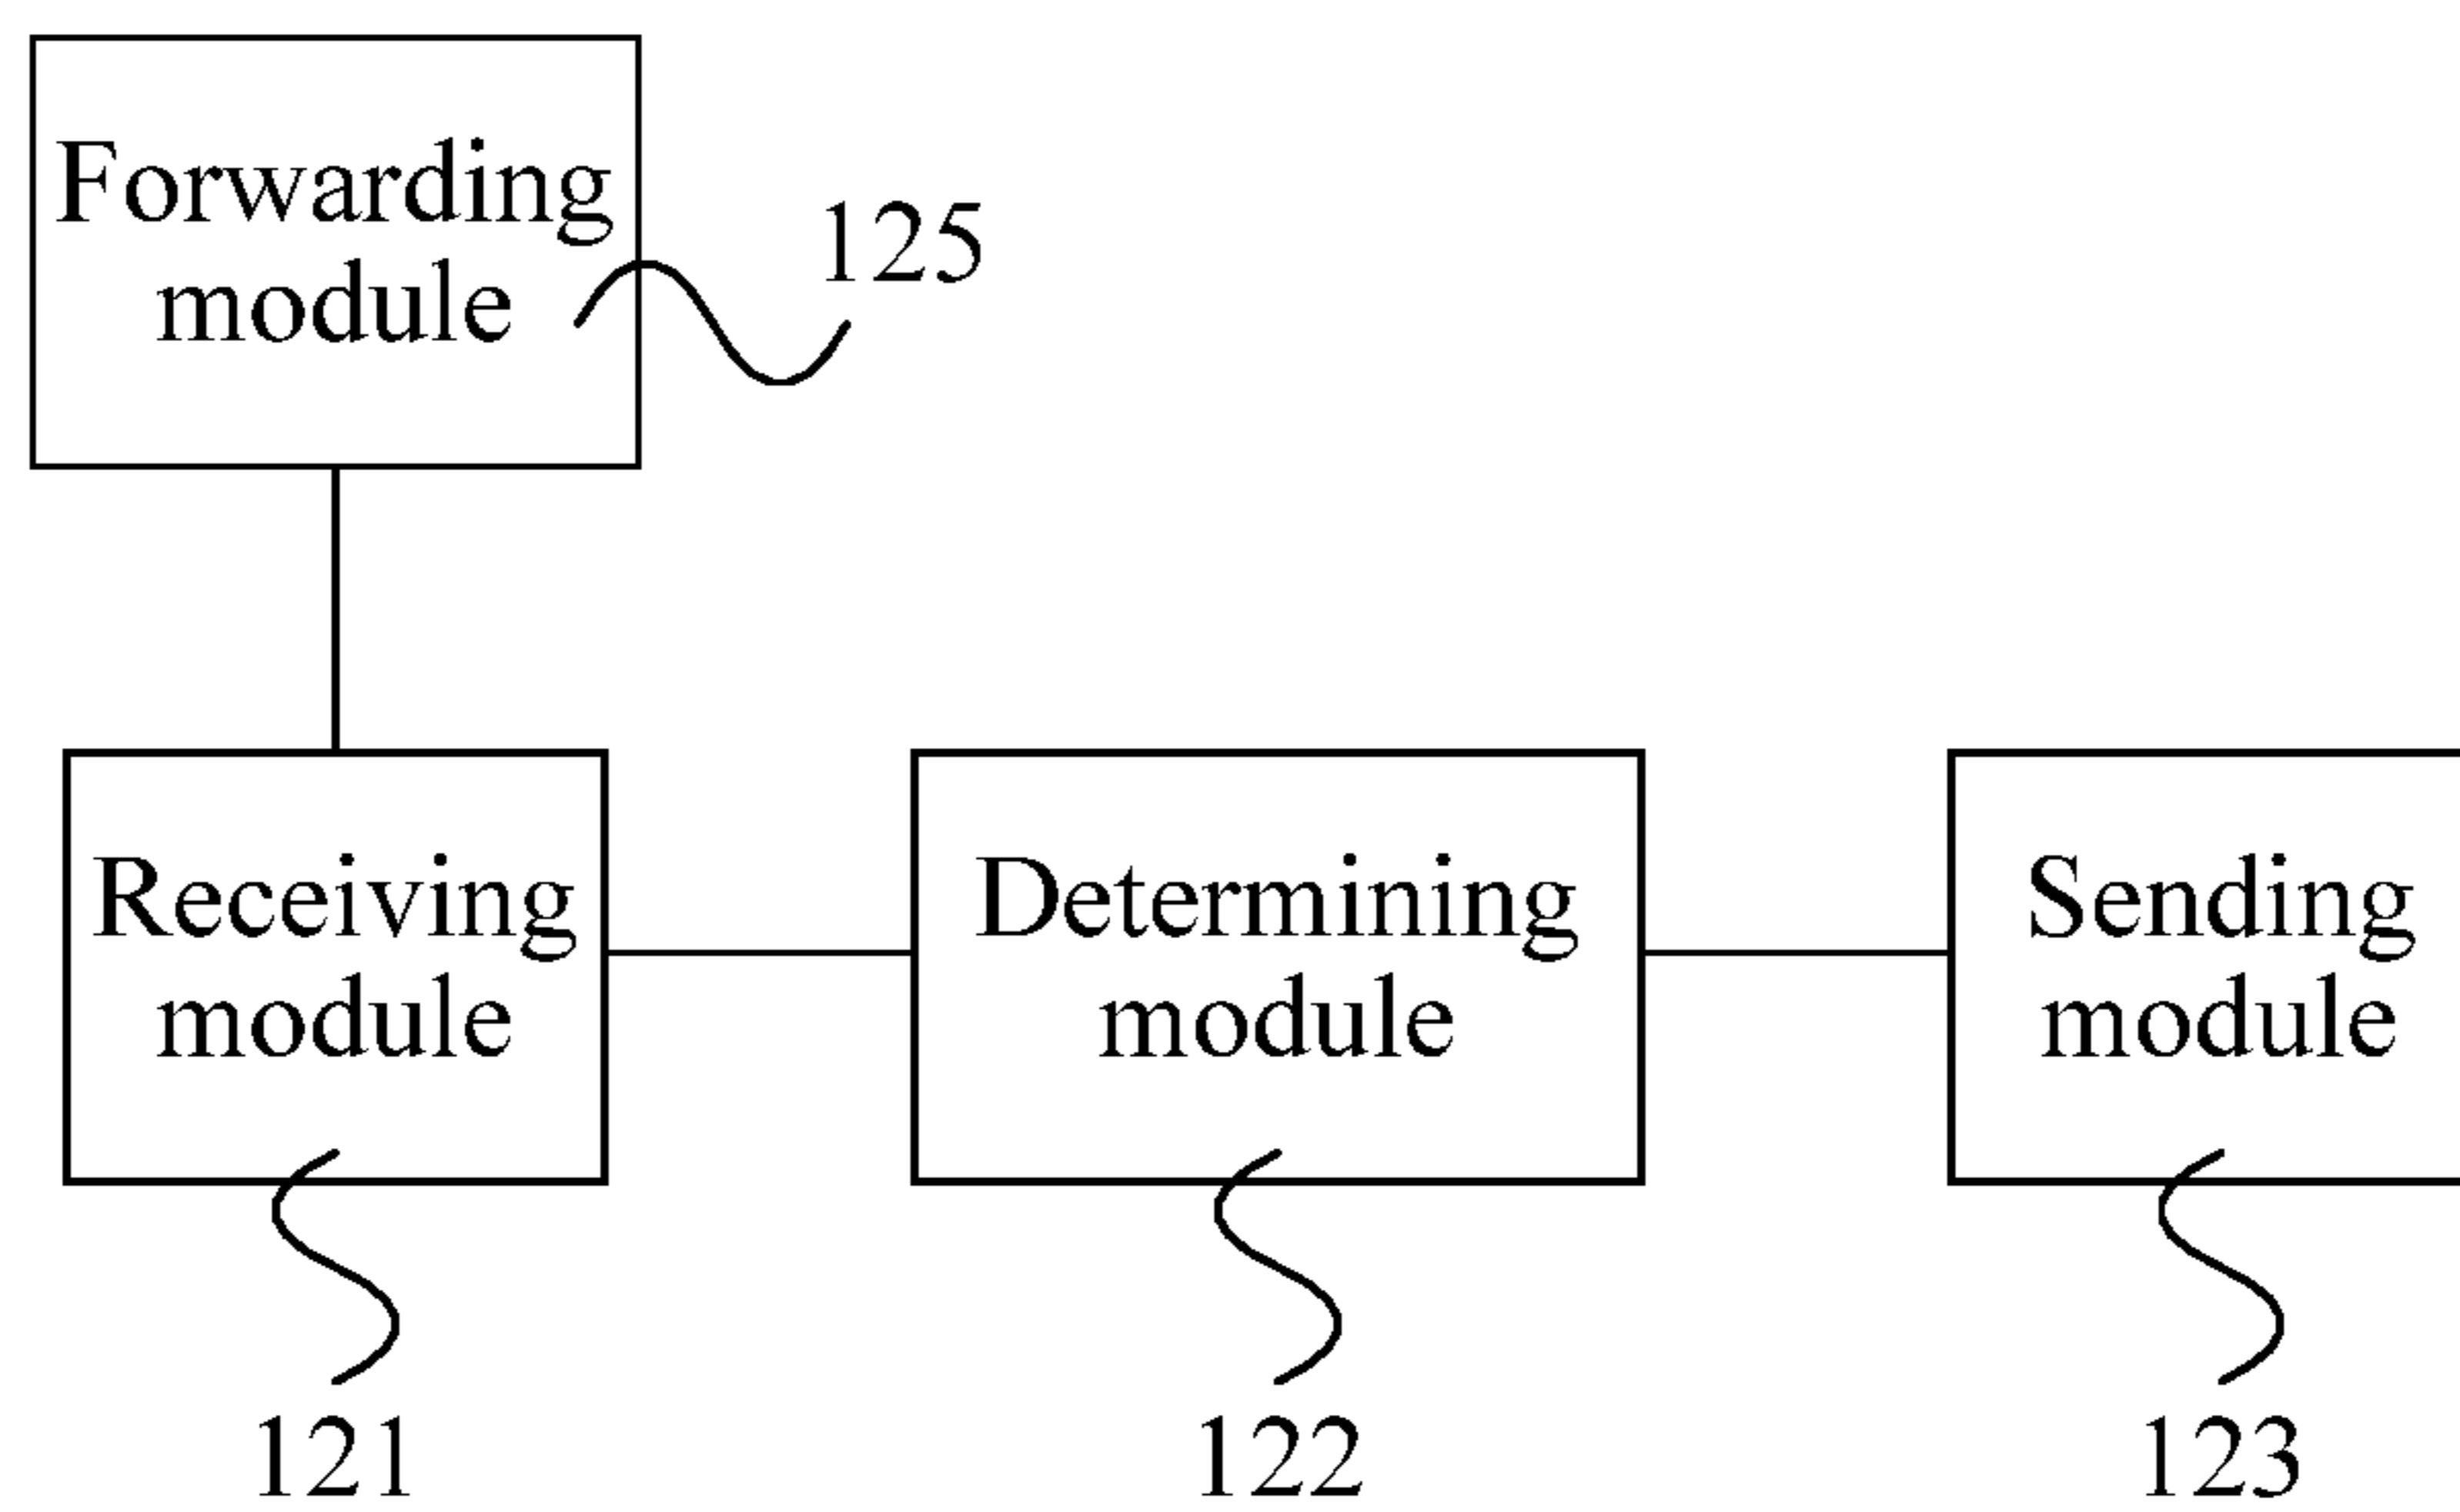 Forwarding
module
125
Receiving
module
Determining
module
Sending
module
121
122
123